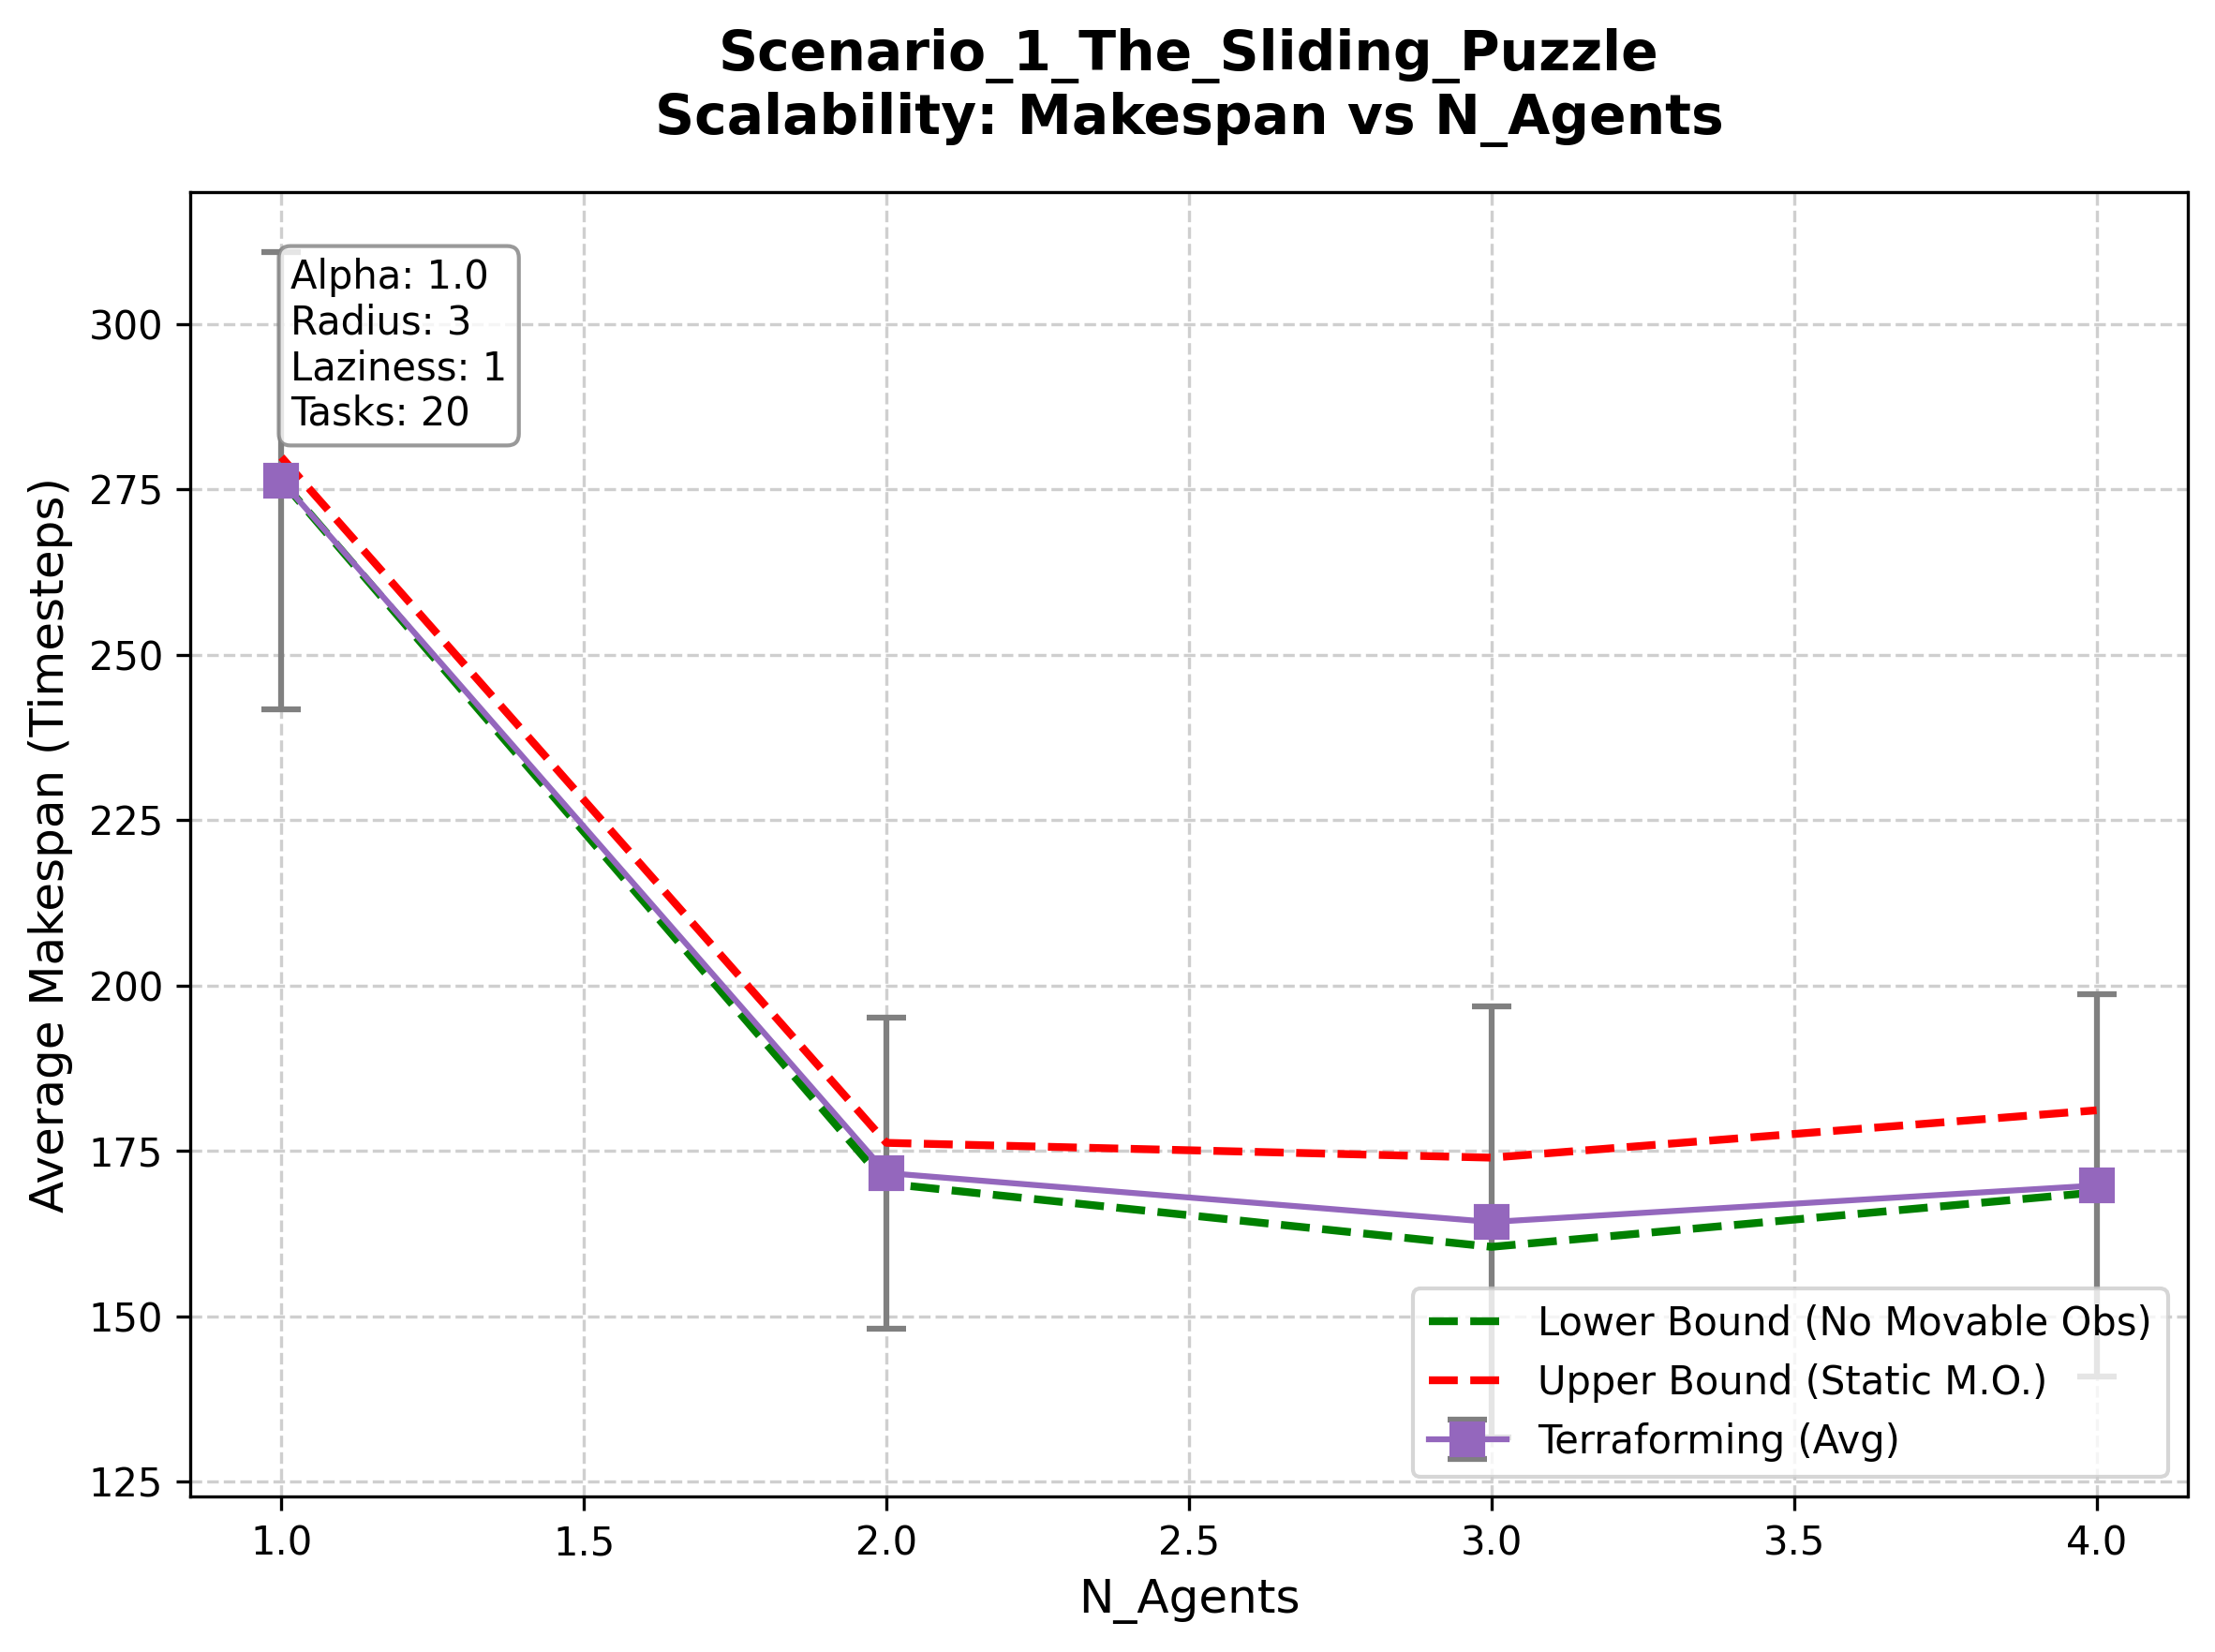 Scenario_1_The_Sliding_Puzzle
Scalability: Makespan vs N_Agents
Alpha: 1.0
Radius: 3
Laziness: 1
Tasks: 20
Average Makespan (Timesteps)
300
275
250
225
200
175
150
125
Lower Bound (No Movable Obs)
Upper Bound (Static M.O.)
Terraforming (Avg)
1.0 1.5 2.0 2.5 3.0 3.5 4.0
N_Agents